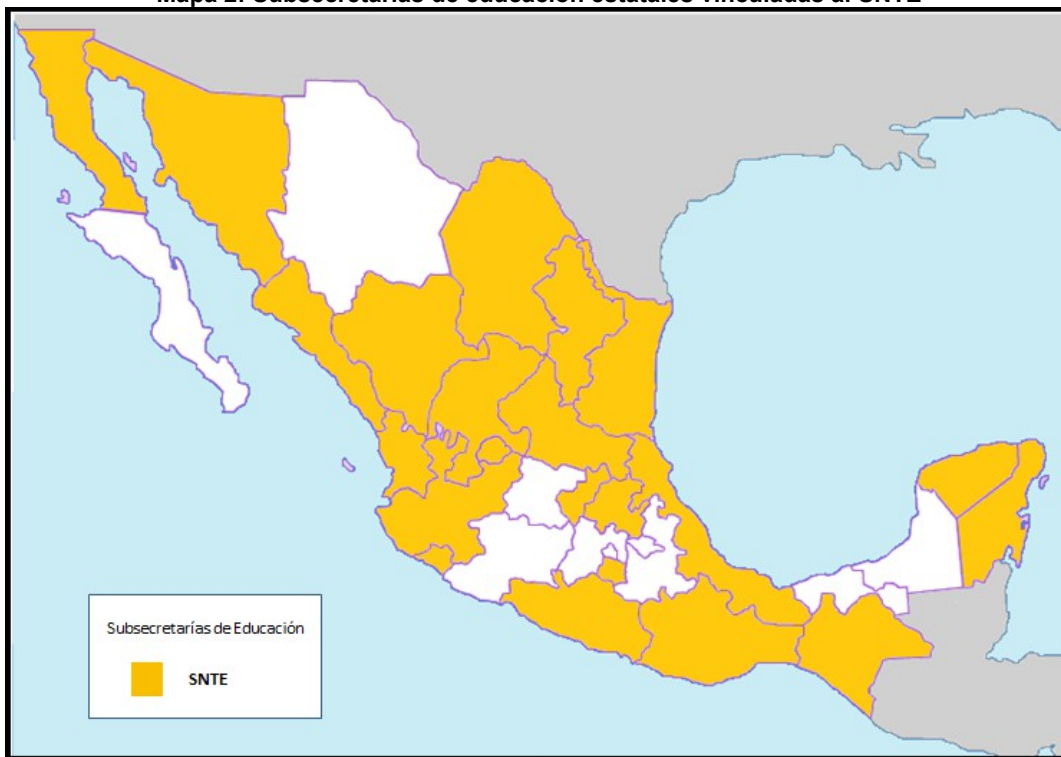 Mapa 2. Subsecretarías de educación estatales vinculadas al SNTE
Subsecretarías de Educación
SNTE